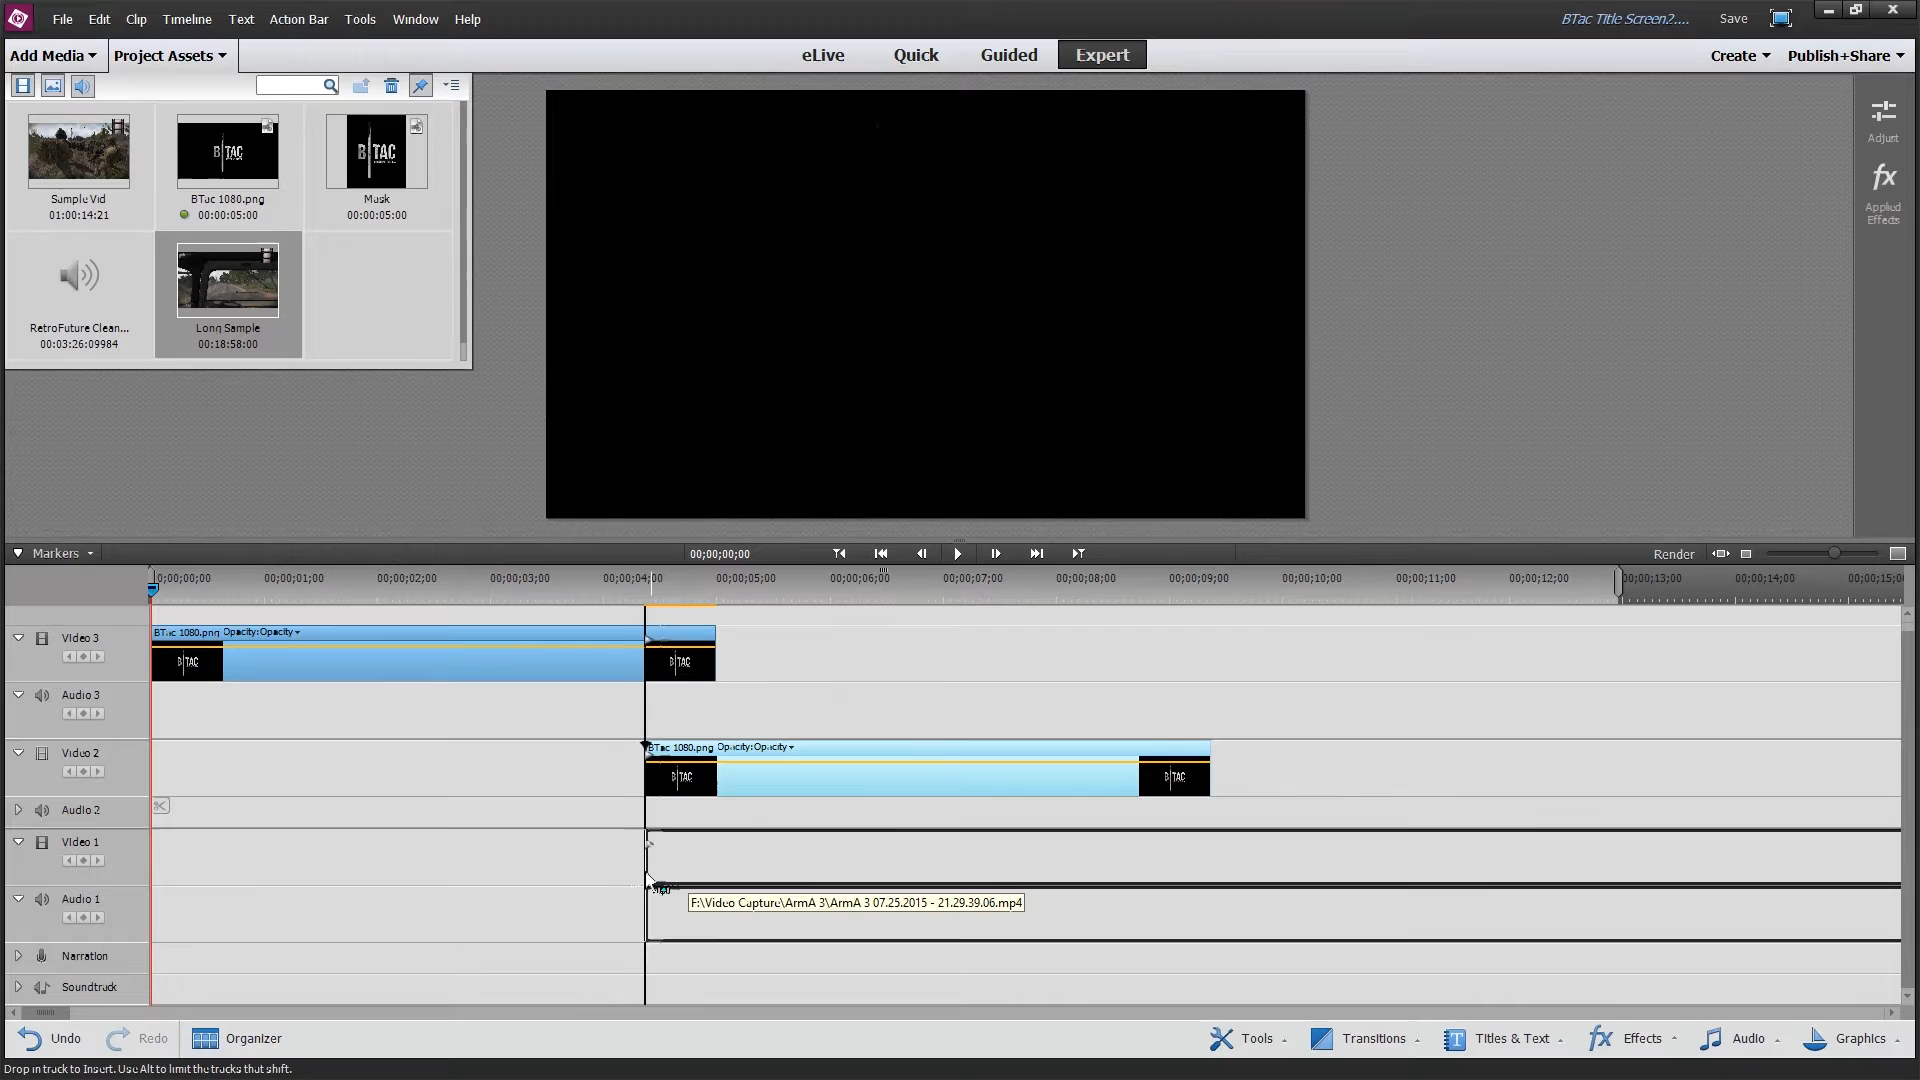 File Edit Clip Timeline Text Action Bar Tools Window Help
BTac Title Screen2.... Save
Add Media Project Assets
eLive Quick Guided Expert
Create Publish+Share
Adjust
fx
Applied
Effects
B TAC
B TAC
Sample Vid
01:00:14:21
BTac 1080.png
00:00:05:00
Mask
00:00:05:00
RetroFuture Clean...
00:03:26:09984
Long Sample
00:18:58:00
Markers
00;00;00;00
Render
0;00;00;00 00;00;01;00 00;00;02;00 00;00;03;00 00;00;04;00 00;00;05;00 00;00;06;00 00;00;07;00 00;00;08;00 00;00;09;00 00;00;10;00 00;00;11;00 00;00;12;00 00;00;13;00 00;00;14;00 00;00;15;00
Video 3
BTac 1080.png Opacity:Opacity
B TAC
B TAC
Audio 3
Video 2
BTac 1080.png Opacity:Opacity
B TAC
B TAC
Audio 2
Video 1
Audio 1
F:\Video Capture\ArmA 3\ArmA 3 07.25.2015 - 21.29.39.06.mp4
Narration
Soundtrack
Undo Redo Organizer
Tools Transitions T Titles & Text fx Effects Audio Graphics
Drop in track to Insert. Use Alt to limit the tracks that shift.